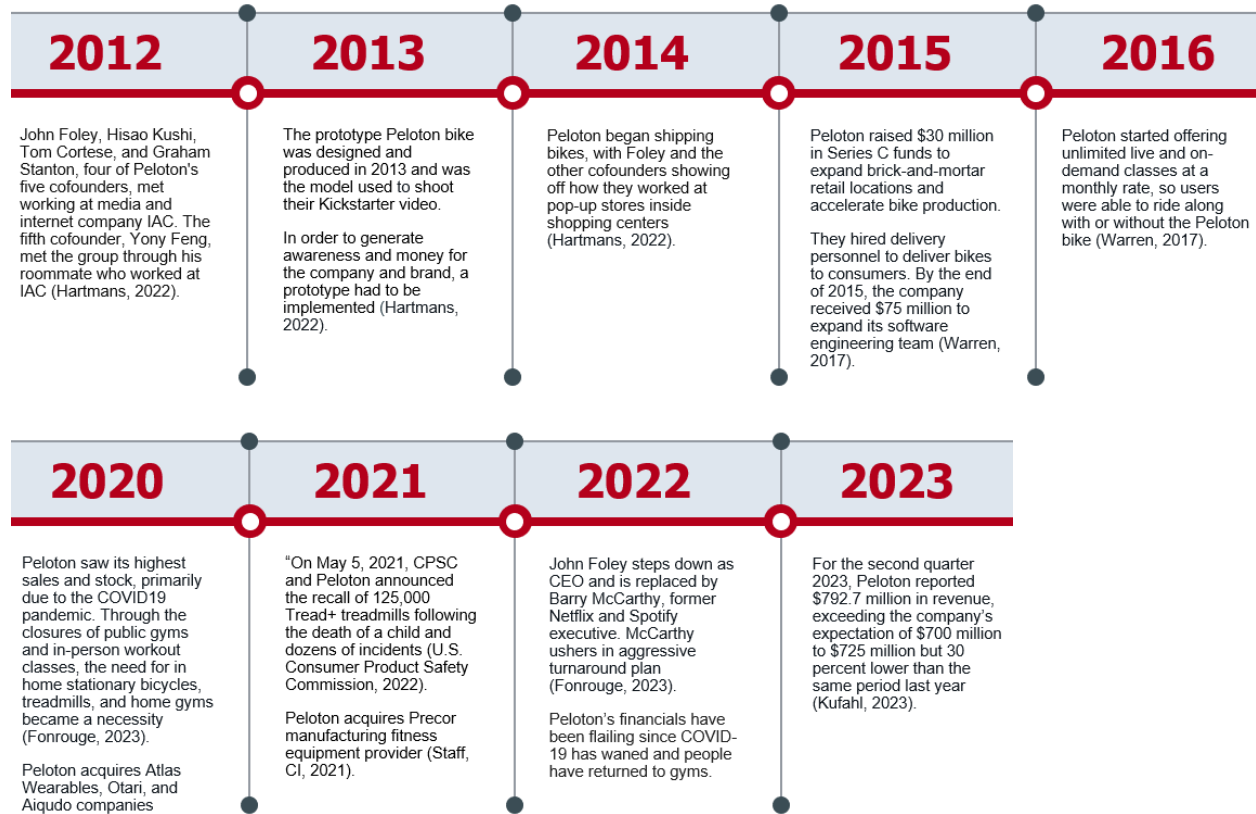 2012
John Foley, Hisao Kushi,
Tom Cortese, and Graham
Stanton, four of Peloton's
five cofounders, met
working at media and
internet company IAC. The
fifth cofounder, Yony Feng,
met the group through his
roommate who worked at
IAC (Hartmans, 2022).
2013
The prototype Peloton bike
was designed and
produced in 2013 and was
the model used to shoot
their Kickstarter video.
In order to generate
awareness and money for
the company and brand, a
prototype had to be
implemented (Hartmans,
2022).
2014
Peloton began shipping
bikes, with Foley and the
other cofounders showing
off how they worked at
pop-up stores inside
shopping centers
(Hartmans, 2022).
2015
Peloton raised $30 million
in Series C funds to
expand brick-and-mortar
retail locations and
accelerate bike production.
They hired delivery
personnel to deliver bikes
to consumers. By the end
of 2015, the company
received $75 million to
expand its software
engineering team (Warren,
2017).
2016
Peloton started offering
unlimited live and on-
demand classes at a
monthly rate, so users
were able to ride along
with or without the Peloton
bike (Warren, 2017).
2020
Peloton saw its highest
sales and stock, primarily
due to the COVID19
pandemic. Through the
closures of public gyms
and in-person workout
classes, the need for in
home stationary bicycles,
treadmills, and home gyms
became a necessity
(Fonrouge, 2023).
Peloton acquires Atlas
Wearables, Otari, and
Aiqudo companies
2021
“On May 5, 2021, CPSC
and Peloton announced
the recall of 125,000
Tread+ treadmills following
the death of a child and
dozens of incidents (U.S.
Consumer Product Safety
Commission, 2022).
Peloton acquires Precor
manufacturing fitness
equipment provider (Staff,
CI, 2021).
2022
John Foley steps down as
CEO and is replaced by
Barry McCarthy, former
Netflix and Spotify
executive. McCarthy
ushers in aggressive
turnaround plan
(Fonrouge, 2023).
Peloton’s financials have
been flailing since COVID-
19 has waned and people
have returned to gyms.
2023
For the second quarter
2023, Peloton reported
$792.7 million in revenue,
exceeding the company’s
expectation of $700 million
to $725 million but 30
percent lower than the
same period last year
(Kufahl, 2023).